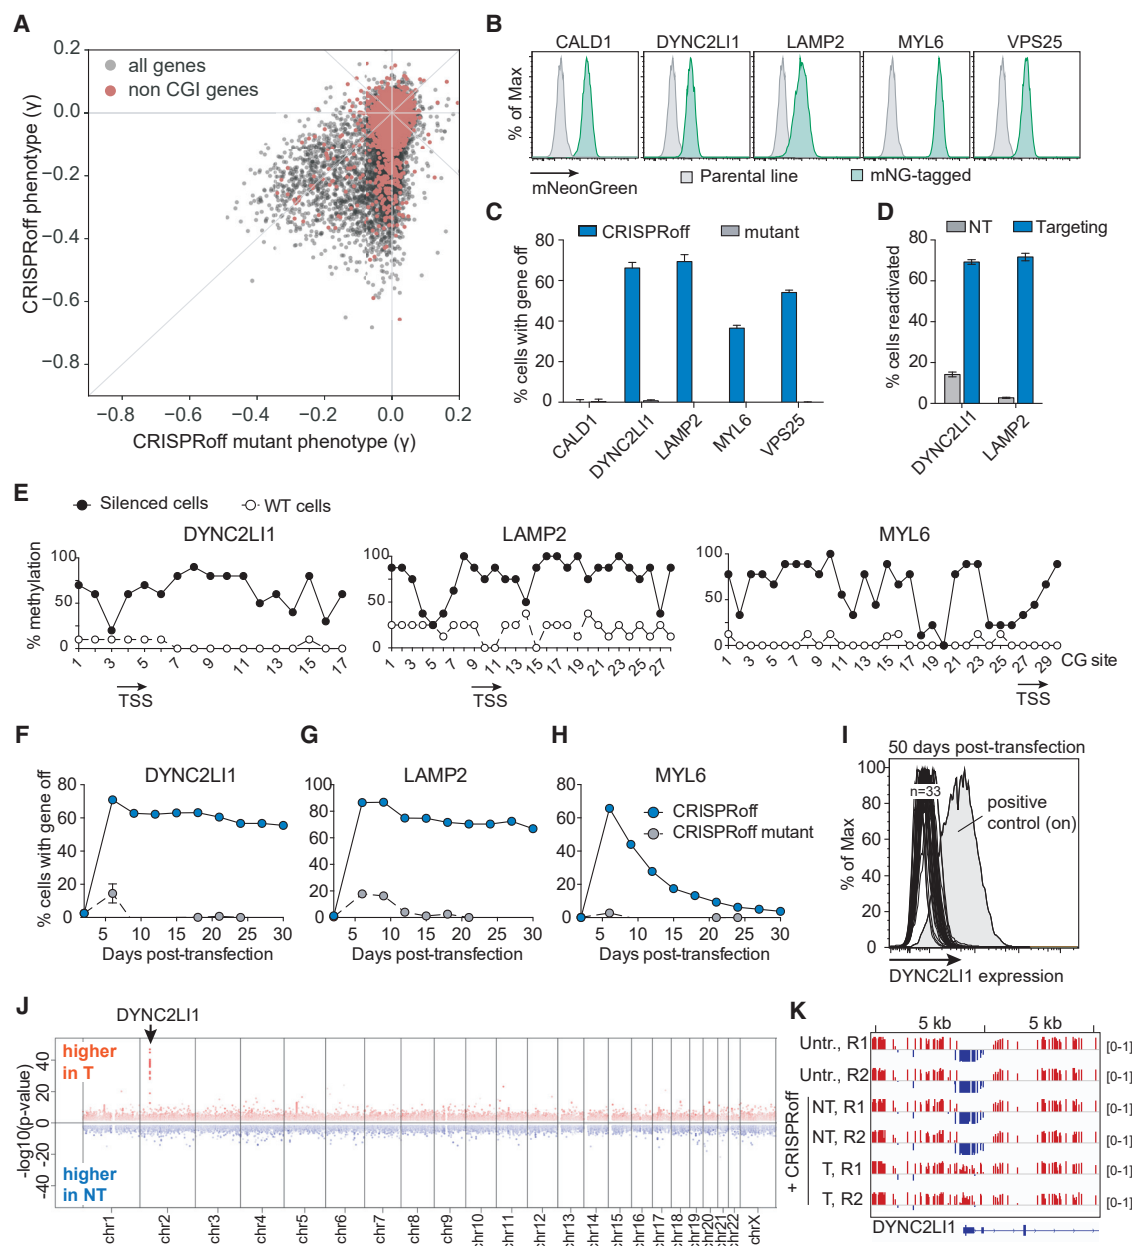 A
0.2
0.0
−0.2
−0.4
−0.6
−0.8
CRISPRoff phenotype (γ)
all genes
non CGI genes
−0.8 −0.6 −0.4 −0.2 0.0 0.2
CRISPRoff mutant phenotype (γ)
B
CALD1 DYNC2LI1 LAMP2 MYL6 VPS25
% of Max
mNeonGreen
Parental line
mNG-tagged
C
CRISPRoff mutant
80
60
40
20
0
% cells with gene off
CALD1 DYNC2LI1 LAMP2 MYL6 VPS25
D
NT Targeting
80
60
40
20
0
% cells reactivated
DYNC2LI1 LAMP2
E
Silenced cells WT cells
DYNC2LI1
% methylation
100
50
0
1 3 5 7 9 11 13 15 17
TSS
LAMP2
100
50
0
1 3 5 7 9 11 13 15 17 19 21 23 25 27
TSS
MYL6
100
50
0
1 3 5 7 9 11 13 15 17 19 21 23 25 27 29
CG site
TSS
F
DYNC2LI1
% cells with gene off
80
60
40
20
0
5 10 15 20 25 30
Days post-transfection
G
LAMP2
100
80
60
40
20
0
5 10 15 20 25 30
Days post-transfection
H
MYL6
80
60
40
20
0
CRISPRoff
CRISPRoff mutant
5 10 15 20 25 30
Days post-transfection
I
50 days post-transfection
100
80
60
40
20
0
% of Max
n=33
positive
control (on)
DYNC2LI1 expression
J
DYNC2LI1
higher
in T
higher
in NT
-log10(p-value)
40
20
0
−20
−40
chr1 chr2 chr3 chr4 chr5 chr6 chr7 chr8 chr9 chr10 chr11 chr12 chr13 chr14 chr15 chr16 chr17 chr18 chr19 chr20 chr21 chr22 chrX
K
5 kb 5 kb
Untr., R1 [0-1]
Untr., R2 [0-1]
NT, R1 [0-1]
NT, R2 [0-1]
T, R1 [0-1]
T, R2 [0-1]
+ CRISPRoff
DYNC2LI1